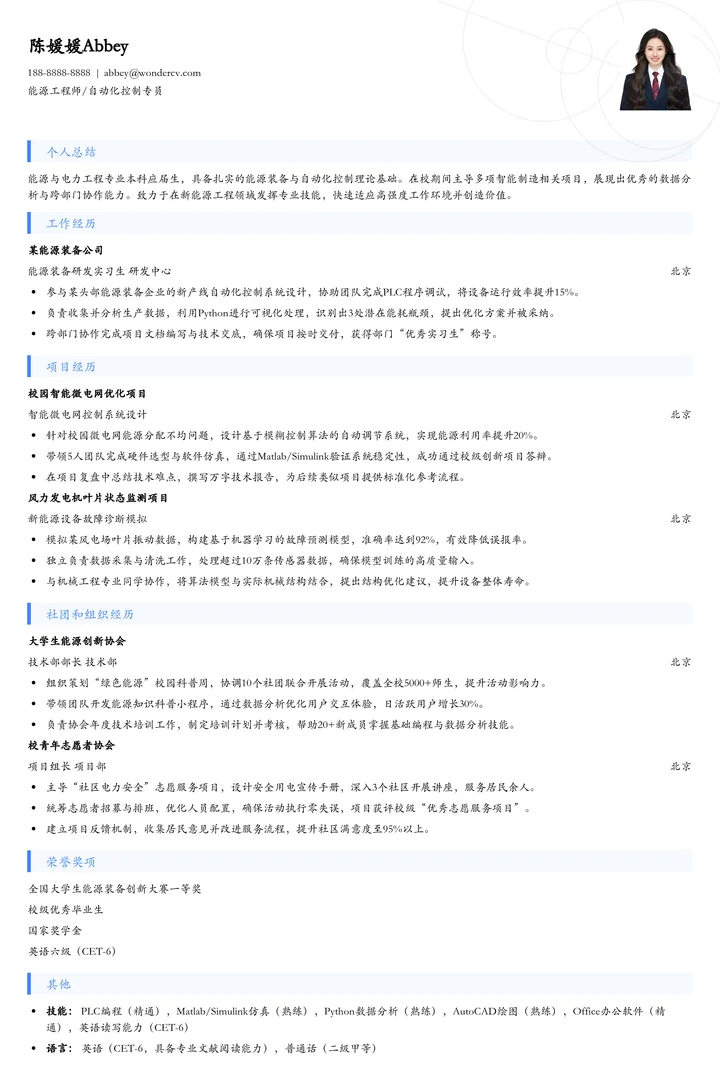 陈媛媛Abbey
188-8888-8888 | abbey@wondercv.com
能源工程师/自动化控制专员
个人总结
能源与电力工程专业本科应届生，具备扎实的能源装备与自动化控制理论基础。在校期间主导多项智能制造相关项目，展现出优秀的数据分
析与跨部门协作能力。致力于在新能源工程领域发挥专业技能，快速适应高强度工作环境并创造价值。
工作经历
某能源装备公司
能源装备研发实习生 研发中心 北京
• 参与某头部能源装备企业的新产线自动化控制系统设计，协助团队完成PLC程序调试，将设备运行效率提升15%。
• 负责收集并分析生产数据，利用Python进行可视化处理，识别出3处潜在能耗瓶颈，提出优化方案并被采纳。
• 跨部门协作完成项目文档编写与技术交底，确保项目按时交付，获得部门“优秀实习生”称号。
项目经历
校园智能微电网优化项目
智能微电网控制系统设计 北京
• 针对校园微电网能源分配不均问题，设计基于模糊控制算法的自动调节系统，实现能源利用率提升20%。
• 带领5人团队完成硬件选型与软件仿真，通过Matlab/Simulink验证系统稳定性，成功通过校级创新项目答辩。
• 在项目复盘中总结技术难点，撰写万字技术报告，为后续类似项目提供标准化参考流程。
风力发电机叶片状态监测项目
新能源设备故障诊断模拟 北京
• 模拟某风电场叶片振动数据，构建基于机器学习的故障预测模型，准确率达到92%，有效降低误报率。
• 独立负责数据采集与清洗工作，处理超过10万条传感器数据，确保模型训练的高质量输入。
• 与机械工程专业同学协作，将算法模型与实际机械结构结合，提出结构优化建议，提升设备整体寿命。
社团和组织经历
大学生能源创新协会
技术部部长 技术部 北京
• 组织策划“绿色能源”校园科普周，协调10个社团联合开展活动，覆盖全校5000+师生，提升活动影响力。
• 带领团队开发能源知识科普小程序，通过数据分析优化用户交互体验，日活跃用户增长30%。
• 负责协会年度技术培训工作，制定培训计划并考核，帮助20+新成员掌握基础编程与数据分析技能。
校青年志愿者协会
项目组长 项目部 北京
• 主导“社区电力安全”志愿服务项目，设计安全用电宣传手册，深入3个社区开展讲座，服务居民余人。
• 统筹志愿者招募与排班，优化人员配置，确保活动执行零失误，项目获评校级“优秀志愿服务项目”。
• 建立项目反馈机制，收集居民意见并改进服务流程，提升社区满意度至95%以上。
荣誉奖项
全国大学生能源装备创新大赛一等奖
校级优秀毕业生
国家奖学金
英语六级（CET-6）
其他
• 技能： PLC编程（精通）, Matlab/Simulink仿真（熟练）, Python数据分析（熟练）, AutoCAD绘图（熟练）, Office办公软件（精
通）, 英语读写能力（CET-6）
• 语言： 英语（CET-6，具备专业文献阅读能力）, 普通话（二级甲等）